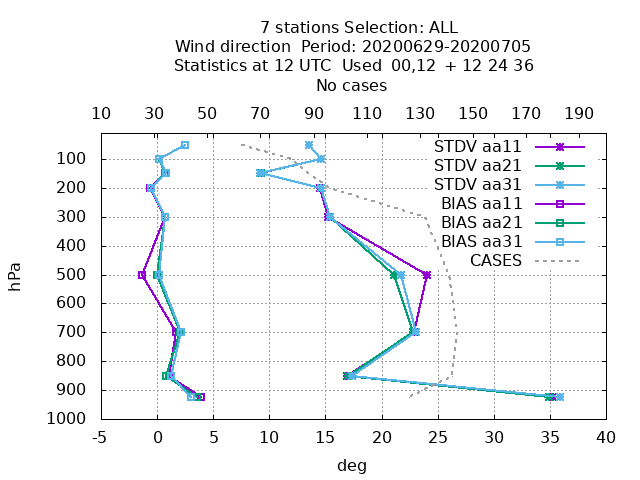 7 stations Selection: ALL
Wind direction  Period: 20200629-20200705
Statistics at 12 UTC  Used  00,12  + 12 24 36
No cases
10 30 50 70 90 110 130 150 170 190
STDV aa11
STDV aa21
STDV aa31
BIAS aa11
BIAS aa21
BIAS aa31
CASES
100
200
300
400
500
600
700
800
900
1000
hPa
-5 0 5 10 15 20 25 30 35 40
deg